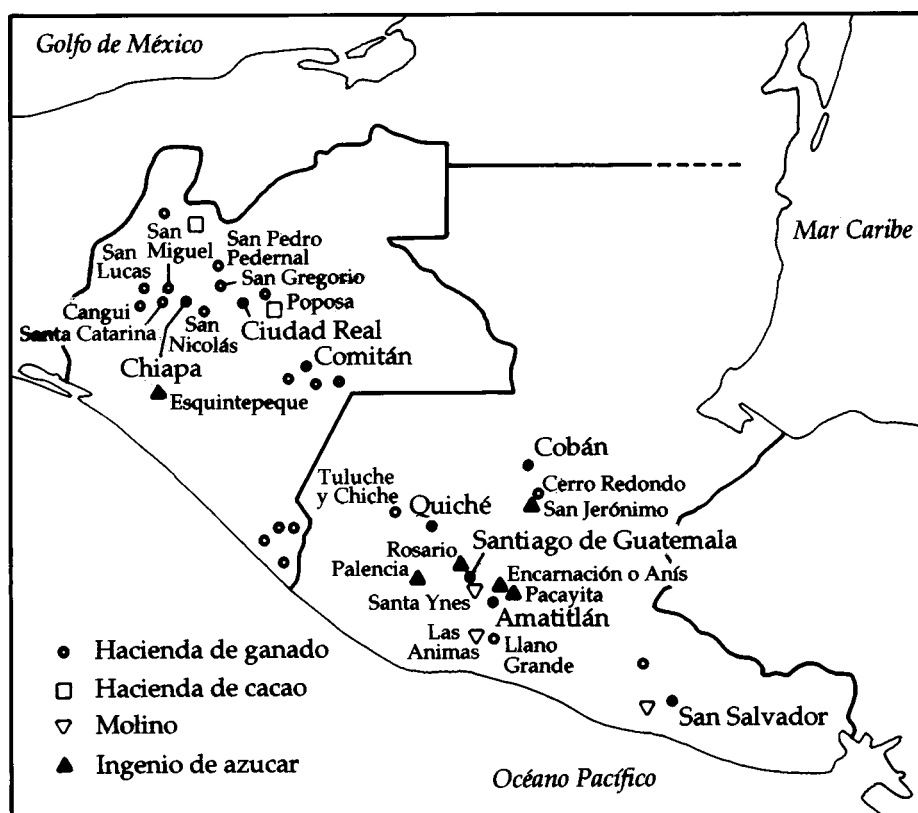 Golfo de México
Mar Caribe
San
Miguel
San
Lucas
San Pedro
Pedernal
San Gregorio
Poposa
Cangui
Santa Catarina
San
Nicolás
Ciudad Real
Chiapa
Comitán
Esquintepeque
Cobán
Cerro Redondo
San Jerónimo
Tuluche
y Chiche
Quiché
Rosario
Santiago de Guatemala
Palencia
Encarnación o Anís
Pacayita
Santa Ynes
Amatitlán
Las
Animas
Llano
Grande
San Salvador
Hacienda de ganado
Hacienda de cacao
Molino
Ingenio de azucar
Océano Pacífico